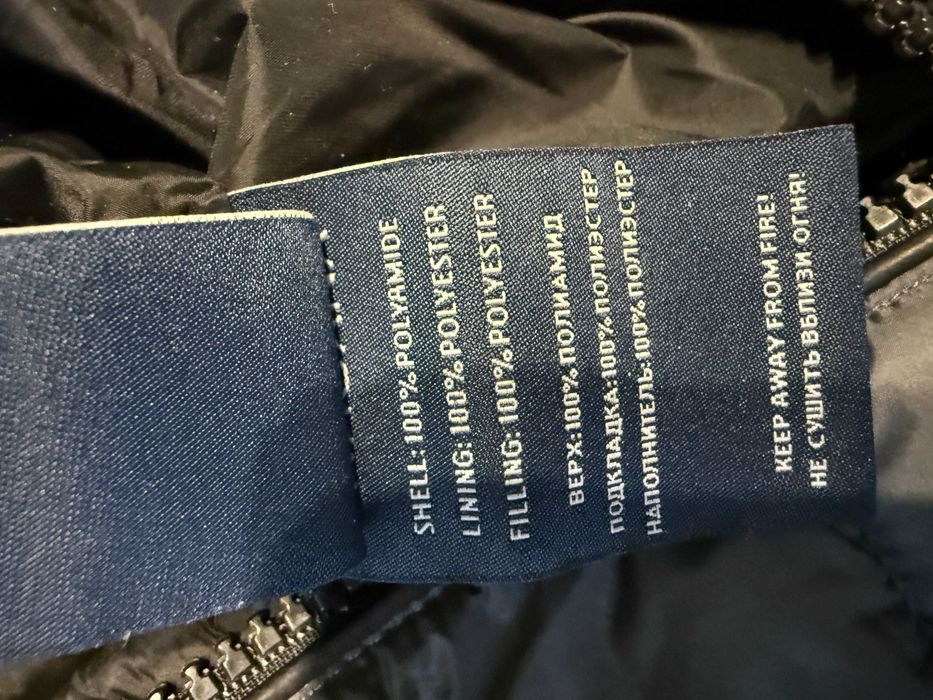 SHELL: 100% POLYAMIDE
LINING: 100% POLYESTER
FILLING: 100% POLYESTER
ВЕРХ: 100% ПОЛИАМИД
ПОДКЛАДКА:100% ПОЛИЭСТЕР
НАПОЛНИТЕЛЬ:100% ПОЛИЭСТЕР
KEEP AWAY FROM FIRE!
НЕ СУШИТЬ ВБЛИЗИ ОГНЯ!